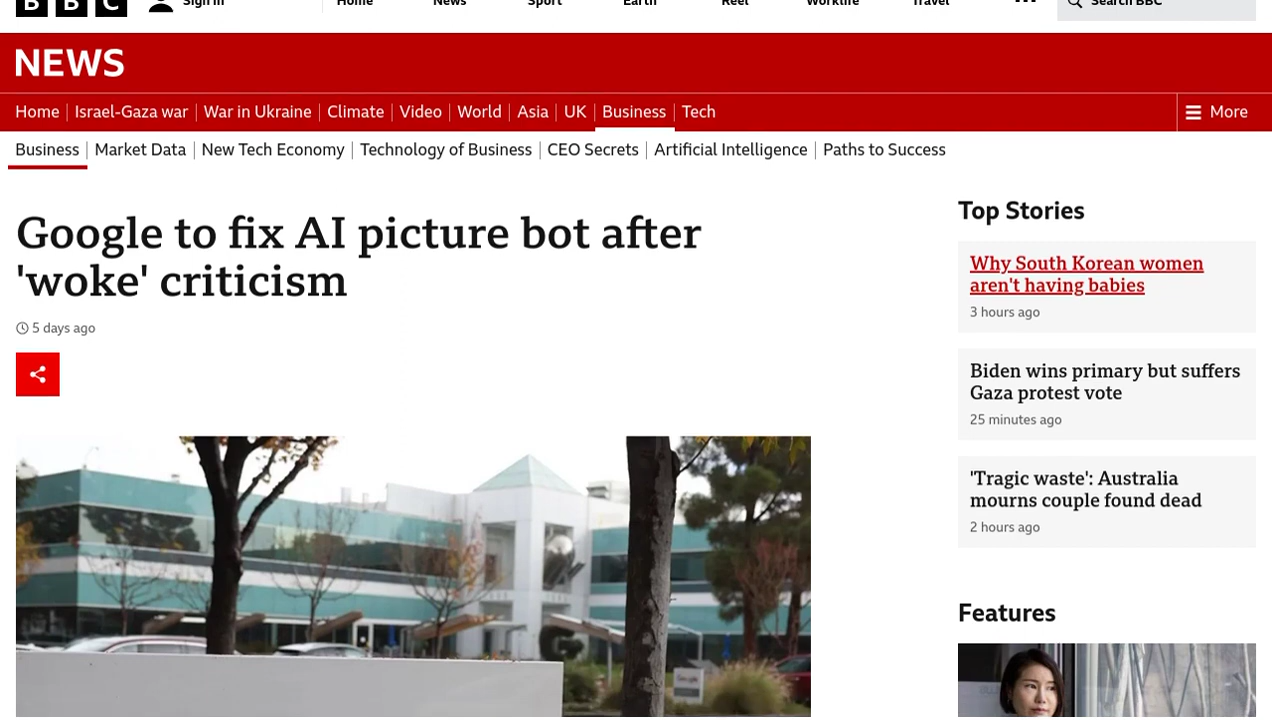 BBC
Sign in
Home
News
Sport
Earth
Reel
Worklife
Travel
Search BBC
NEWS
Home
Israel-Gaza war
War in Ukraine
Climate
Video
World
Asia
UK
Business
Tech
More
Business
Market Data
New Tech Economy
Technology of Business
CEO Secrets
Artificial Intelligence
Paths to Success
Google to fix AI picture bot after
'woke' criticism
5 days ago
Top Stories
Why South Korean women
aren't having babies
3 hours ago
Biden wins primary but suffers
Gaza protest vote
25 minutes ago
'Tragic waste': Australia
mourns couple found dead
2 hours ago
Features
Google